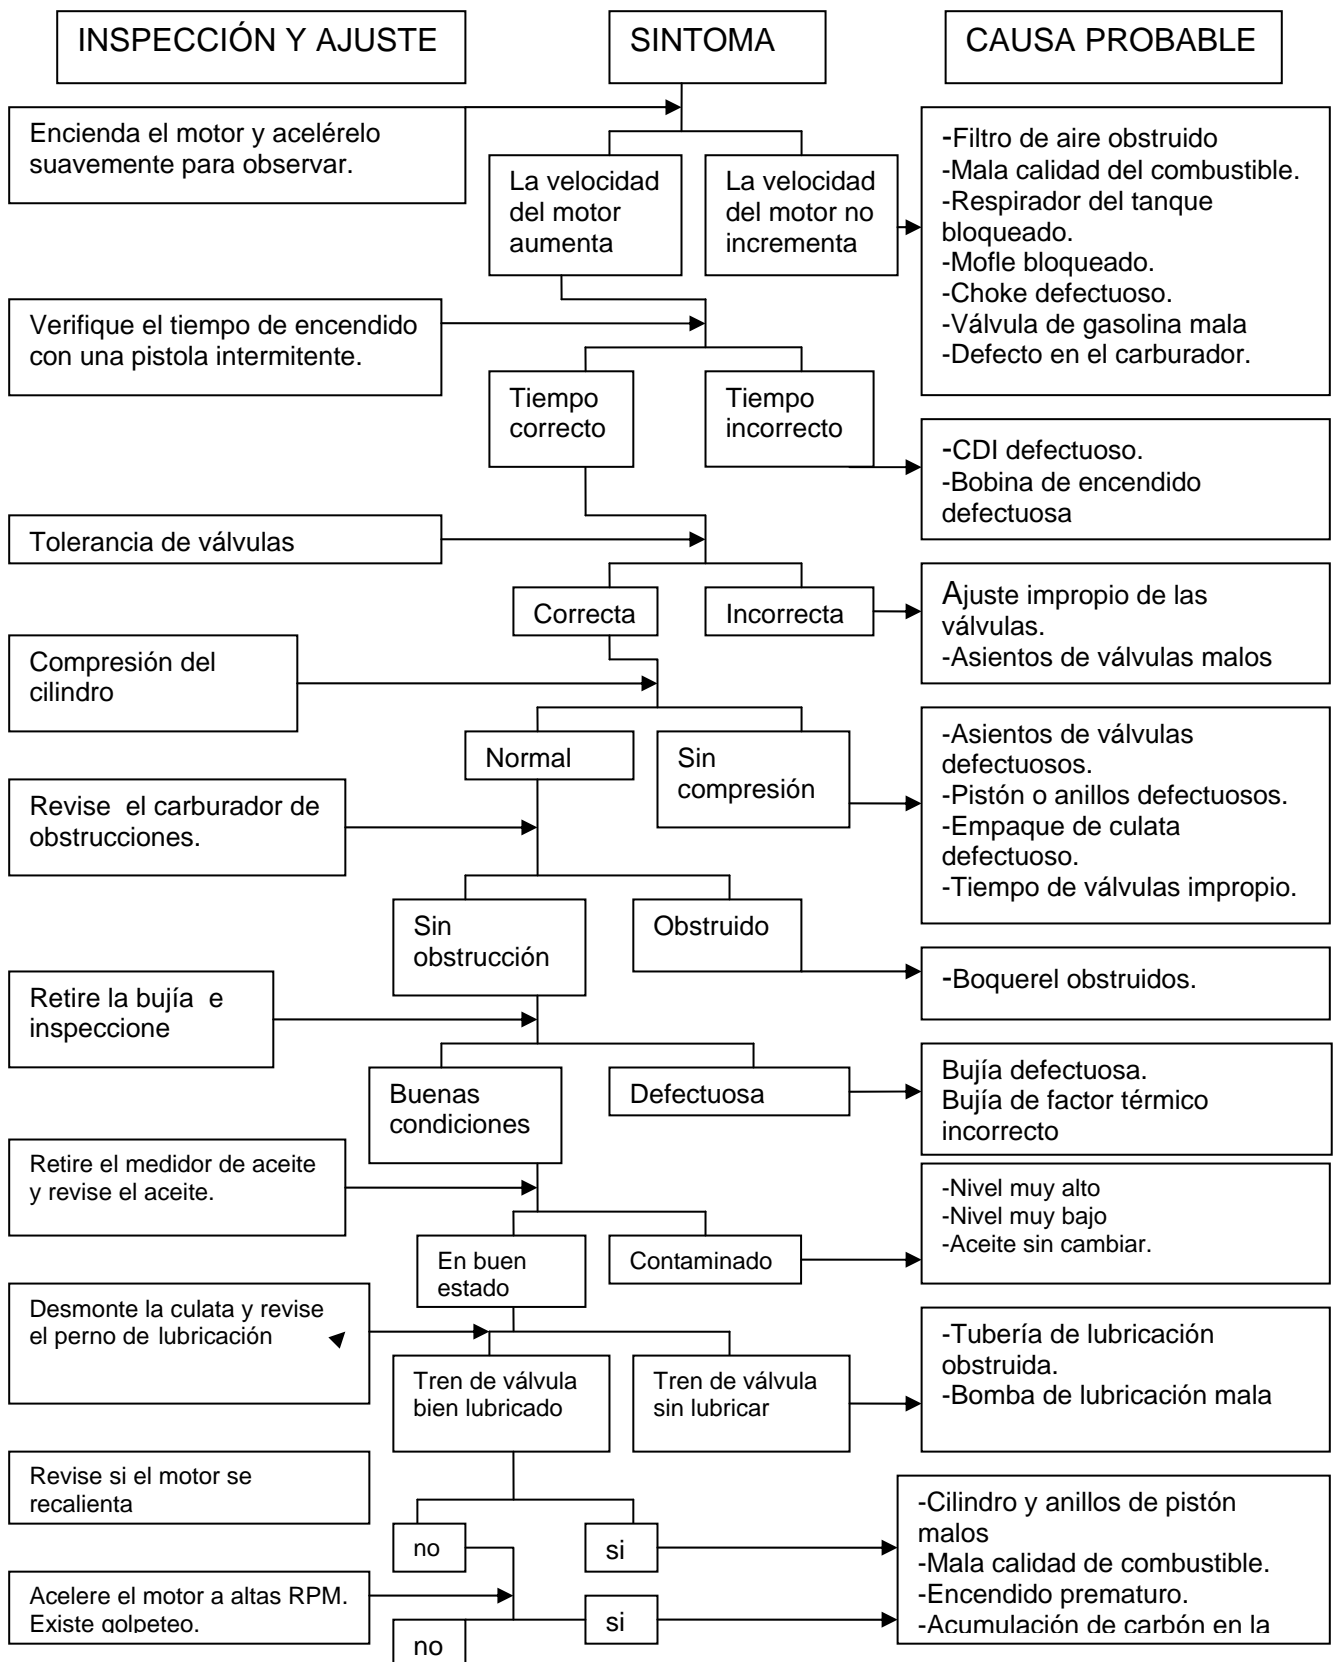 INSPECCIÓN Y AJUSTE
SINTOMA
CAUSA PROBABLE
Encienda el motor y acelérelo
suavemente para observar.
La velocidad
del motor
aumenta
La velocidad
del motor no
incrementa
-Filtro de aire obstruido
-Mala calidad del combustible.
-Respirador del tanque
bloqueado.
-Mofle bloqueado.
-Choke defectuoso.
-Válvula de gasolina mala
-Defecto en el carburador.
Verifique el tiempo de encendido
con una pistola intermitente.
Tiempo
correcto
Tiempo
incorrecto
-CDI defectuoso.
-Bobina de encendido
defectuosa
Tolerancia de válvulas
Correcta
Incorrecta
Ajuste impropio de las
válvulas.
-Asientos de válvulas malos
Compresión del
cilindro
Normal
Sin
compresión
-Asientos de válvulas
defectuosos.
-Pistón o anillos defectuosos.
-Empaque de culata
defectuoso.
-Tiempo de válvulas impropio.
Revise el carburador de
obstrucciones.
Sin
obstrucción
Obstruido
-Boquerel obstruidos.
Retire la bujía e
inspeccione
Buenas
condiciones
Defectuosa
Bujía defectuosa.
Bujía de factor térmico
incorrecto
Retire el medidor de aceite
y revise el aceite.
En buen
estado
Contaminado
-Nivel muy alto
-Nivel muy bajo
-Aceite sin cambiar.
Desmonte la culata y revise
el perno de lubricación
Tren de válvula
bien lubricado
Tren de válvula
sin lubricar
-Tubería de lubricación
obstruida.
-Bomba de lubricación mala
Revise si el motor se
recalienta
no
si
-Cilindro y anillos de pistón
malos
-Mala calidad de combustible.
-Encendido prematuro.
-Acumulación de carbón en la
Acelere el motor a altas RPM.
Existe golpeteo.
no
si